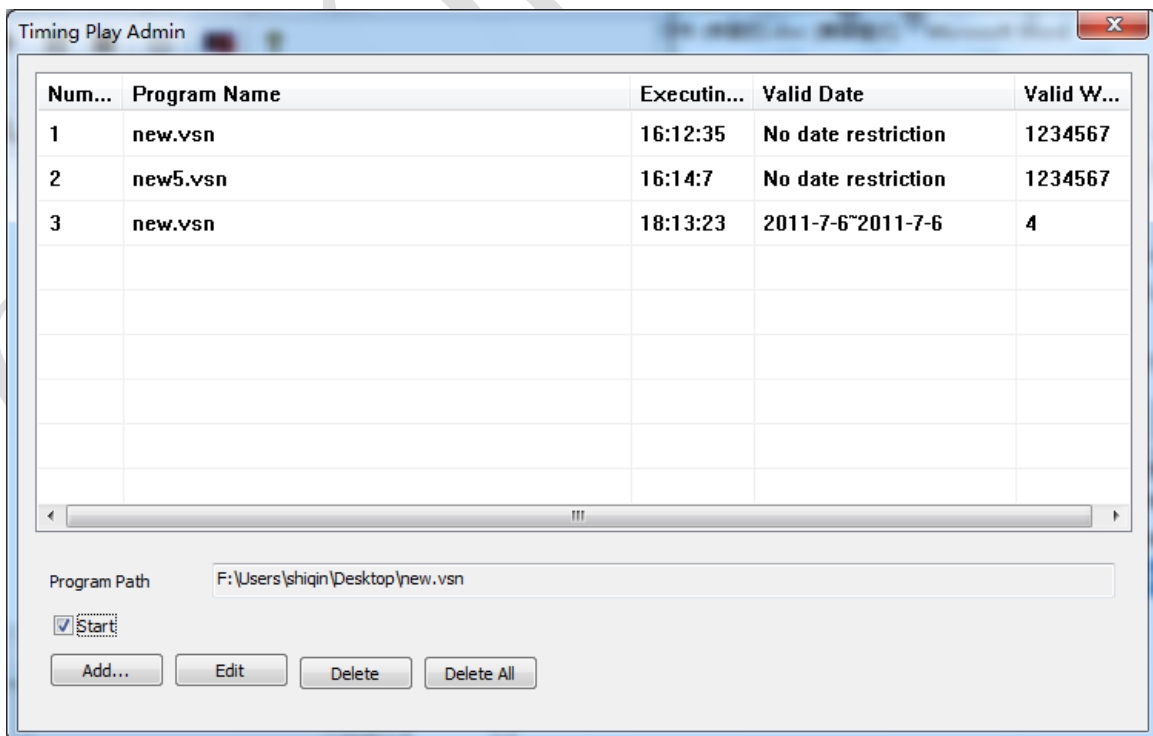 Timing Play Admin
Num... Program Name Executin... Valid Date Valid W...
1 new.vsn 16:12:35 No date restriction 1234567
2 new5.vsn 16:14:7 No date restriction 1234567
3 new.vsn 18:13:23 2011-7-6~2011-7-6 4
Program Path F:\Users\shiqin\Desktop\new.vsn
Start
Add... Edit Delete Delete All